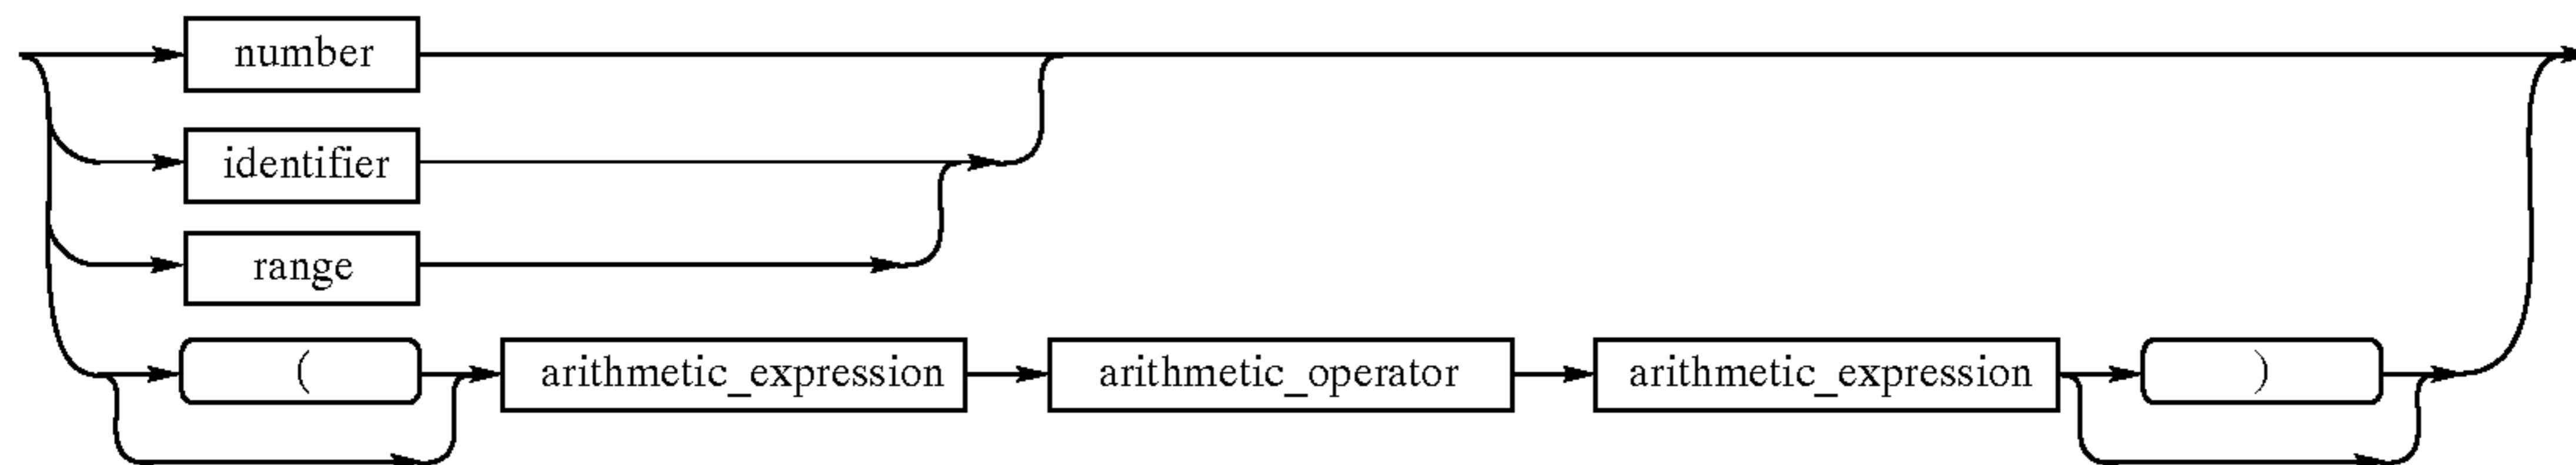 number
identifier
range
( arithmetic_expression arithmetic_operator arithmetic_expression )